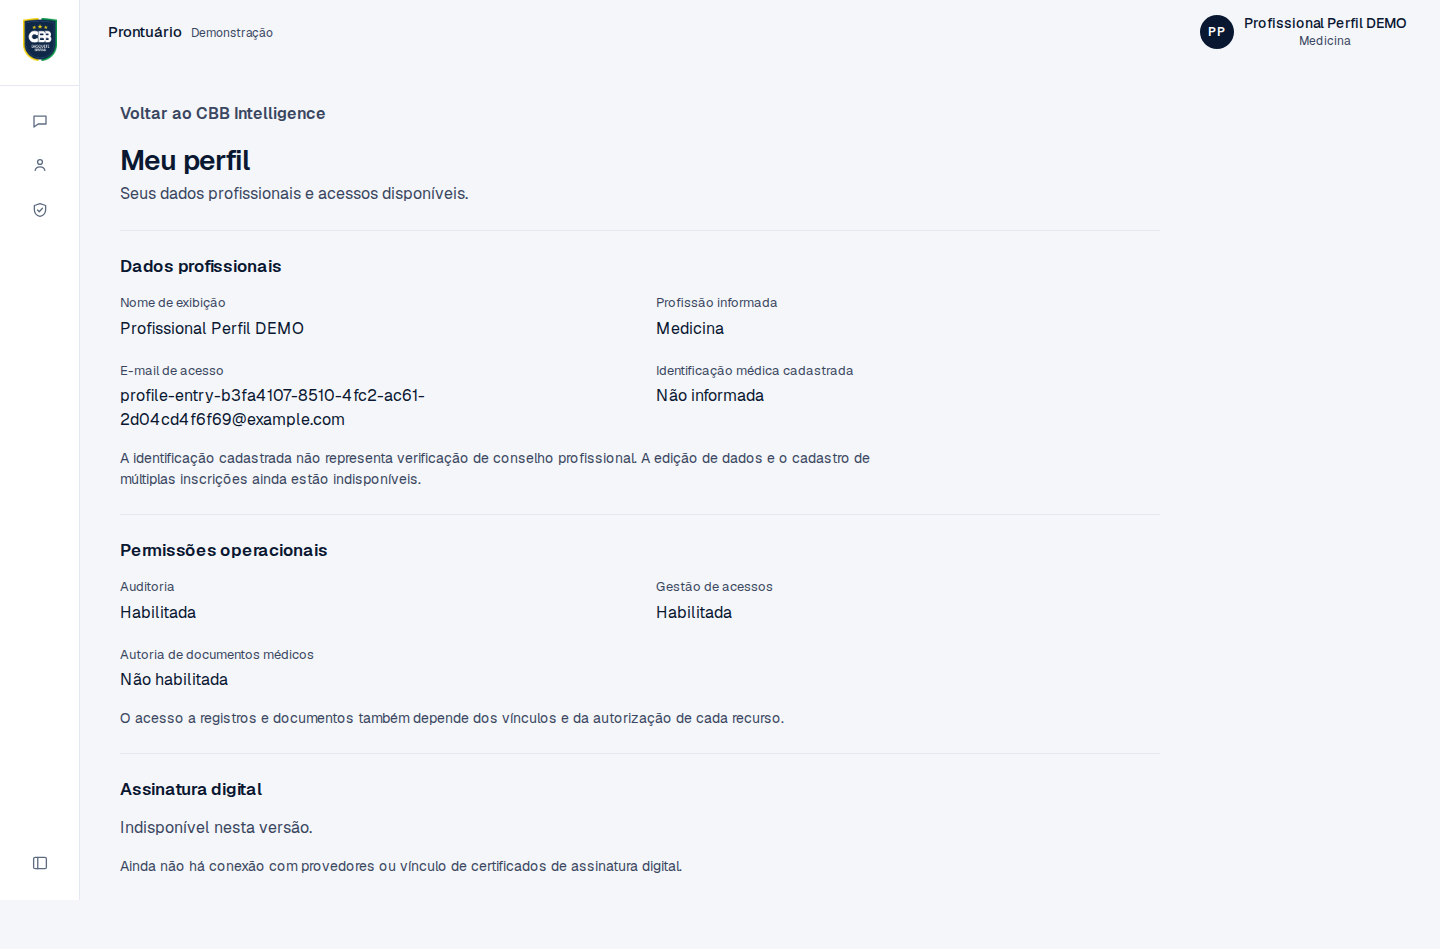 CBB
Prontuário Demonstração
PP
Profissional Perfil DEMO
Medicina
Voltar ao CBB Intelligence
Meu perfil
Seus dados profissionais e acessos disponíveis.
Dados profissionais
Nome de exibição
Profissional Perfil DEMO
Profissão informada
Medicina
E-mail de acesso
profile-entry-b3fa4107-8510-4fc2-ac61-
2d04cd4f6f69@example.com
Identificação médica cadastrada
Não informada
A identificação cadastrada não representa verificação de conselho profissional. A edição de dados e o cadastro de
múltiplas inscrições ainda estão indisponíveis.
Permissões operacionais
Auditoria
Habilitada
Gestão de acessos
Habilitada
Autoria de documentos médicos
Não habilitada
O acesso a registros e documentos também depende dos vínculos e da autorização de cada recurso.
Assinatura digital
Indisponível nesta versão.
Ainda não há conexão com provedores ou vínculo de certificados de assinatura digital.